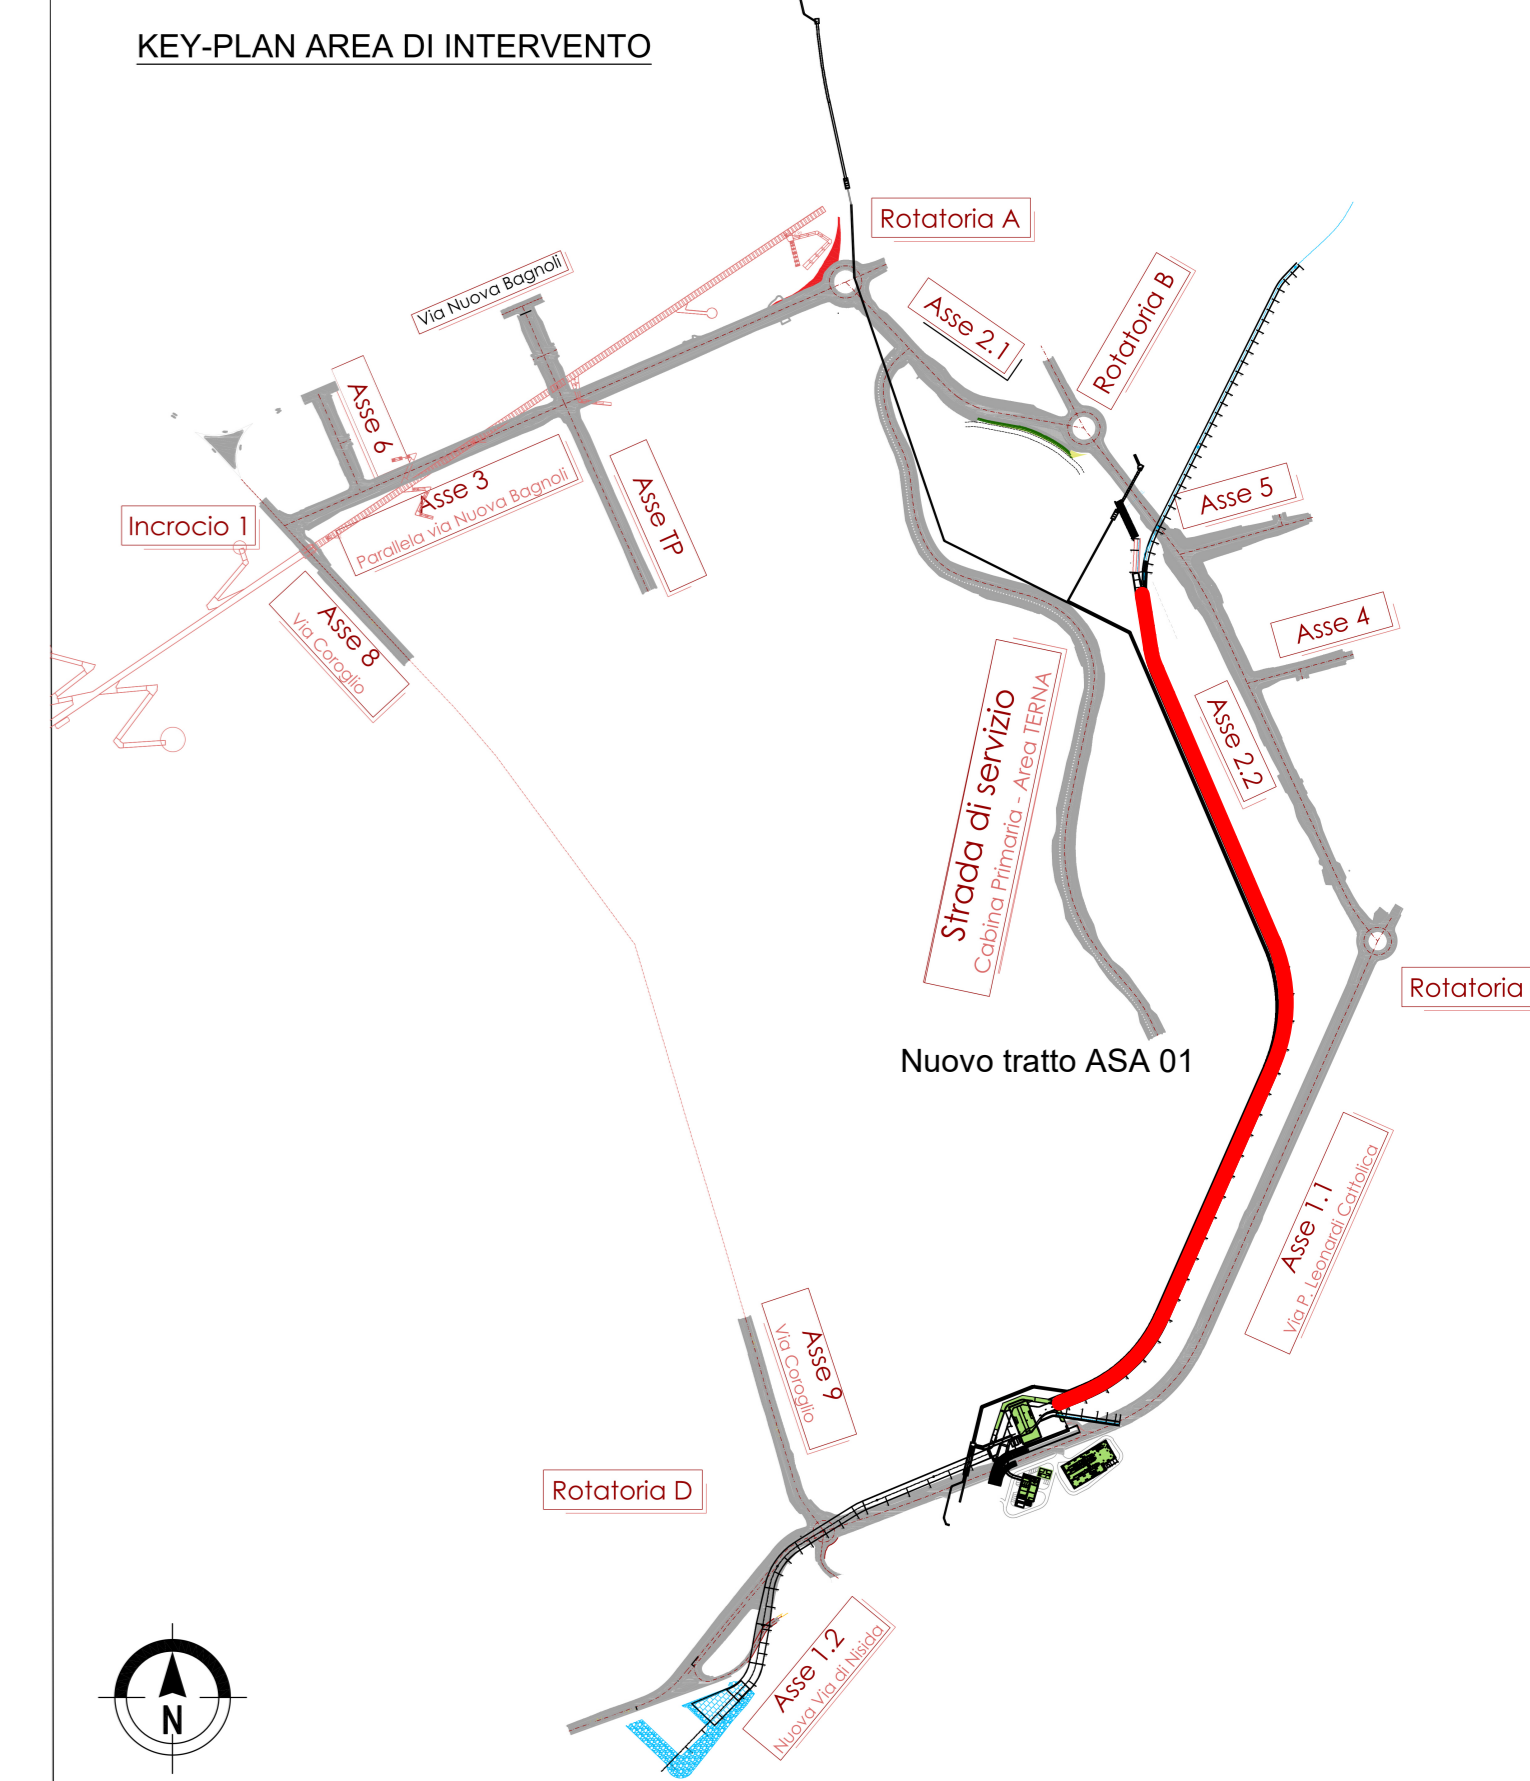 KEY-PLAN AREA DI INTERVENTO
Rotatoria A
Via Nuova Bagnoli
Asse 2.1
Rotatoria B
Asse 6
Asse 3
Parallela via Nuova Bagnoli
Asse TP
Asse 5
Incrocio 1
Asse 8
Via Coroglio
Asse 4
Strada di servizio
Cabina Primaria - Area TERNA
Asse 2.2
Rotatoria
Nuovo tratto ASA 01
Asse 1.1
Via P. Leonardi Cattolica
Asse 9
Via Coroglio
Rotatoria D
Asse 1.2
Nuova Via di Nisida
N